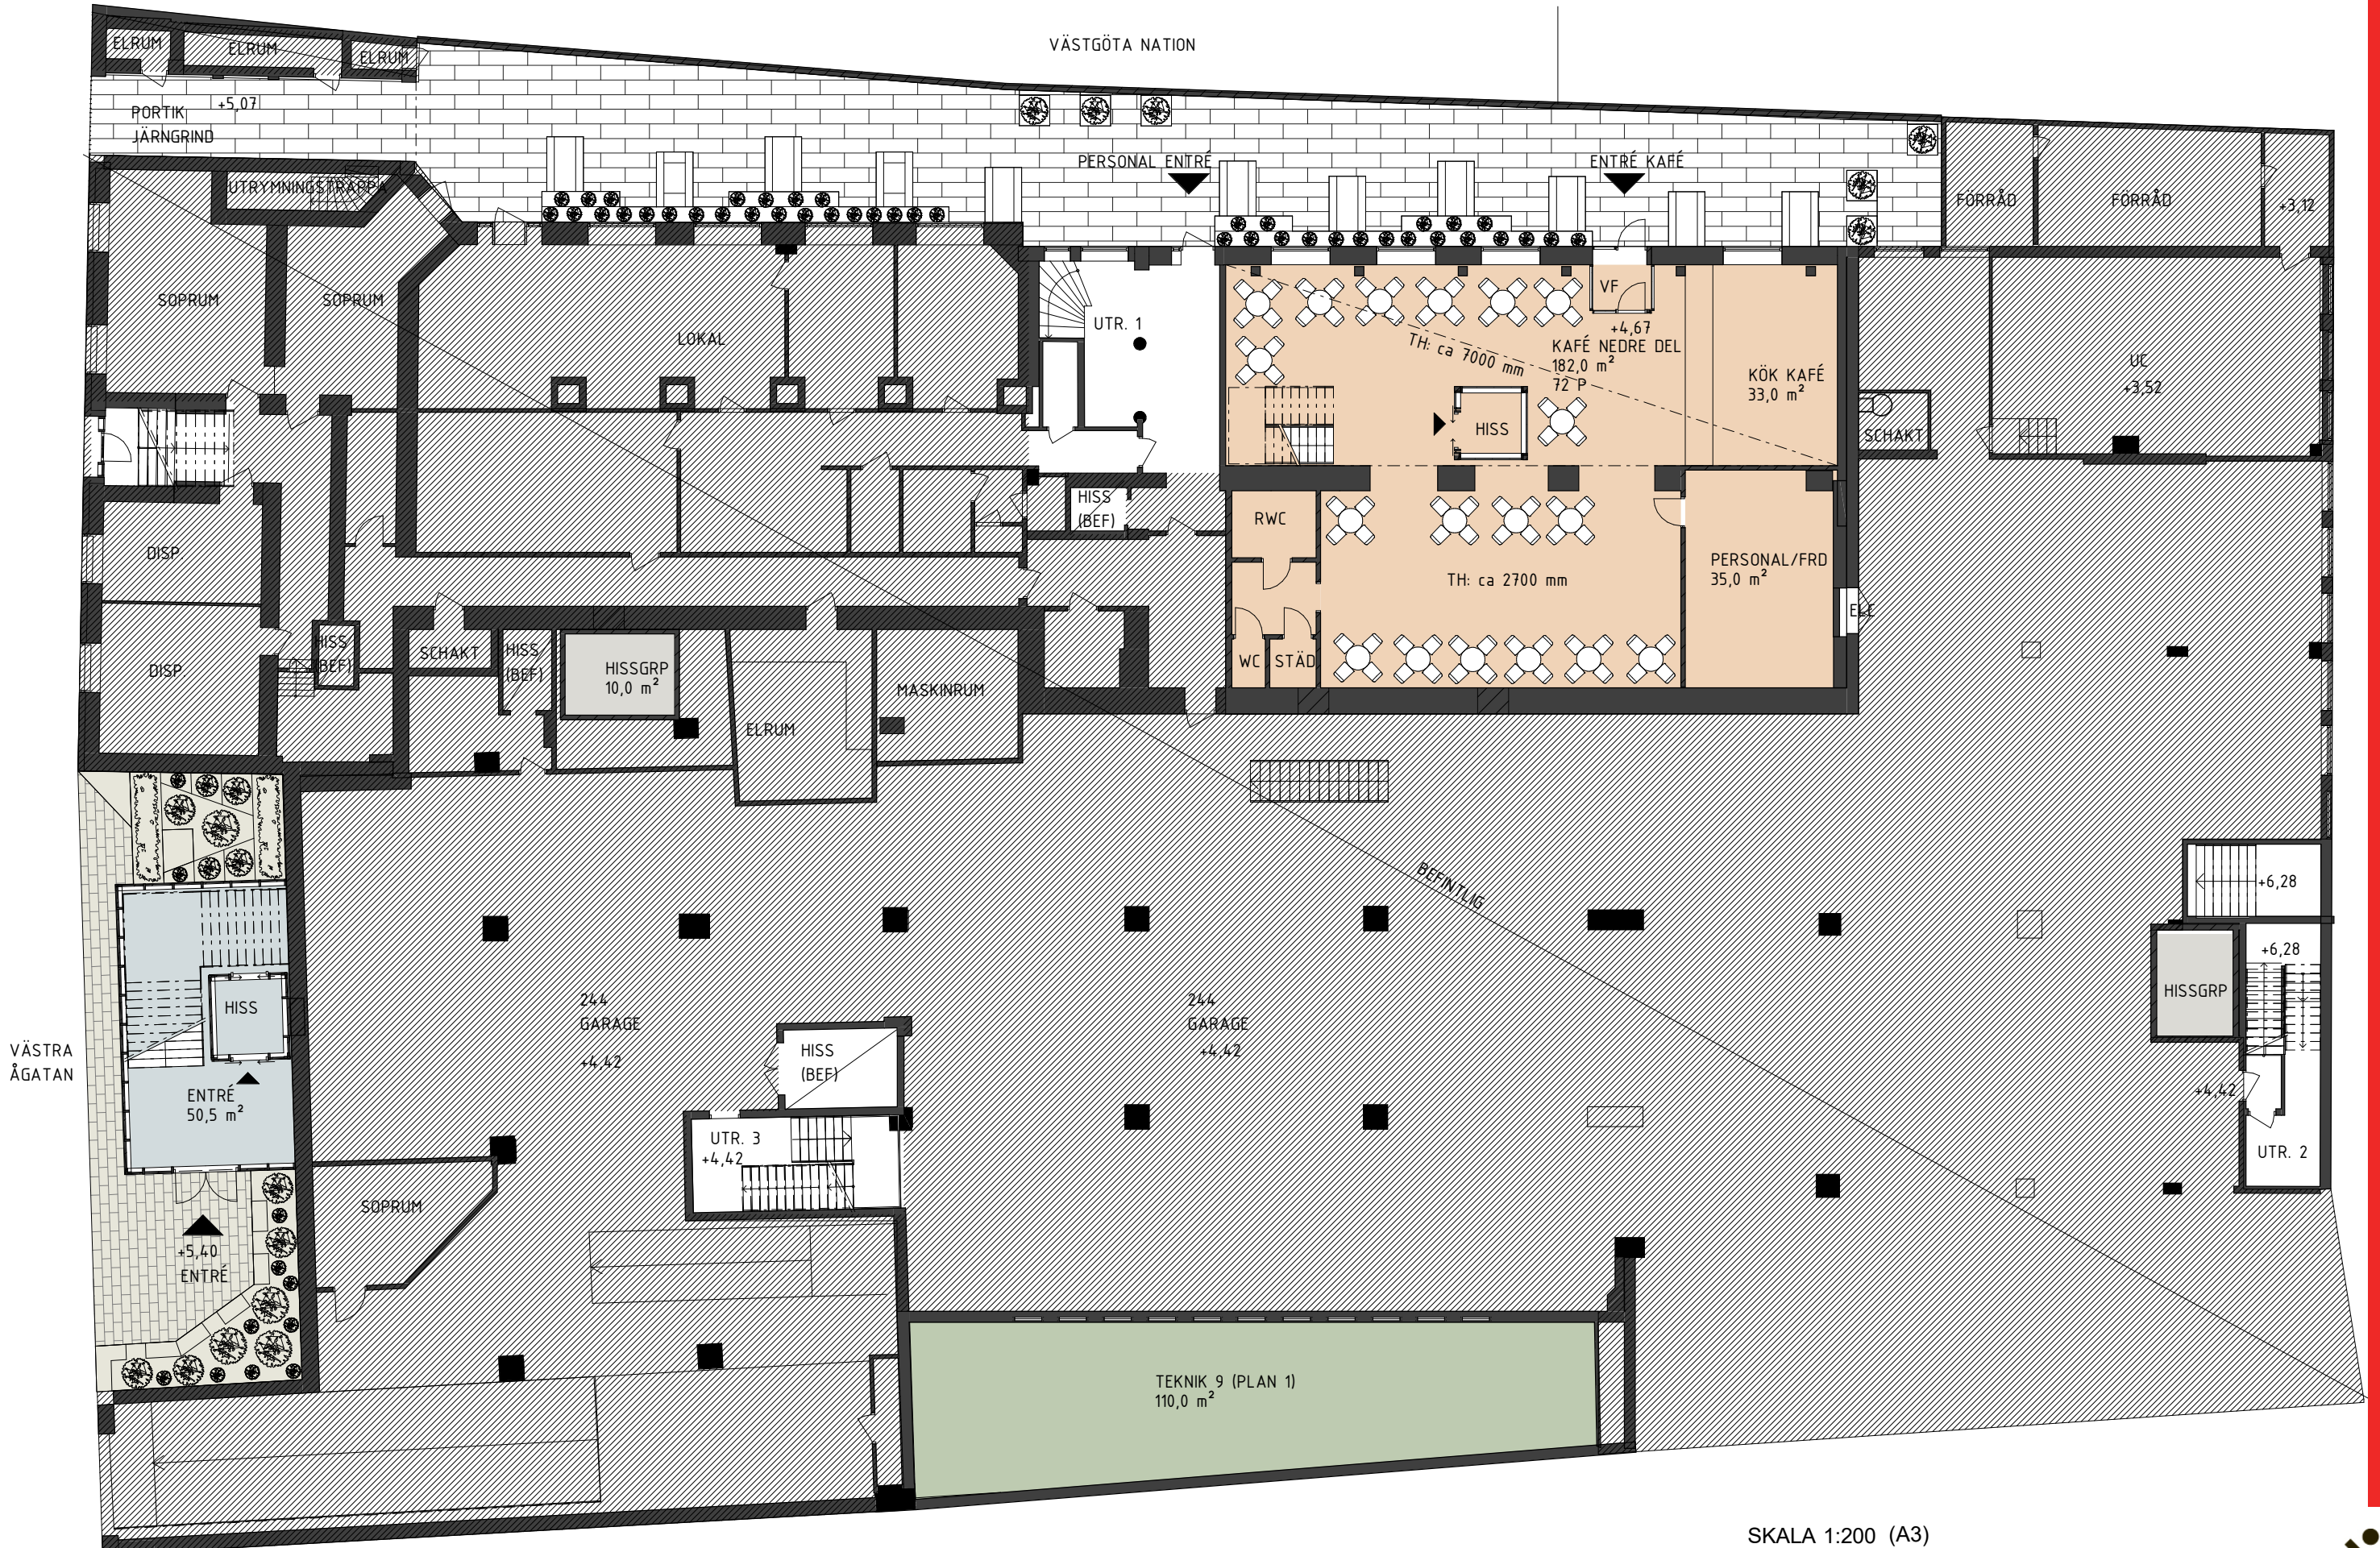 VÄSTGÖTA NATION
ELRUM
ELRUM
ELRUM
PORTIK
JÄRNGRIND
+5,07
PERSONAL ENTRÉ
ENTRÉ KAFÉ
UTRYMNINGSTRAPPA
FÖRRÅD
FÖRRÅD
+3,12
SOPRUM
SOPRUM
LOKAL
UTR. 1
VF
+4,67
KAFÉ NEDRE DEL
182,0 m²
72 P
TH: ca 7000 mm
KÖK KAFÉ
33,0 m²
UC
+3,52
HISS
SCHAKT
HISS
(BEF)
RWC
DISP.
TH: ca 2700 mm
PERSONAL/FRD
35,0 m²
ELE
DISP.
HISS
(BEF)
SCHAKT
HISS
(BEF)
HISSGRP
10,0 m²
MASKINRUM
WC
STÄD
ELRUM
BEFINTLIG
+6,28
+6,28
HISS
244
GARAGE
+4,42
244
GARAGE
+4,42
HISSGRP
VÄSTRA
ÅGATAN
HISS
(BEF)
ENTRÉ
50,5 m²
+4,42
UTR. 3
+4,42
UTR. 2
SOPRUM
+5,40
ENTRÉ
TEKNIK 9 (PLAN 1)
110,0 m²
SKALA 1:200 (A3)